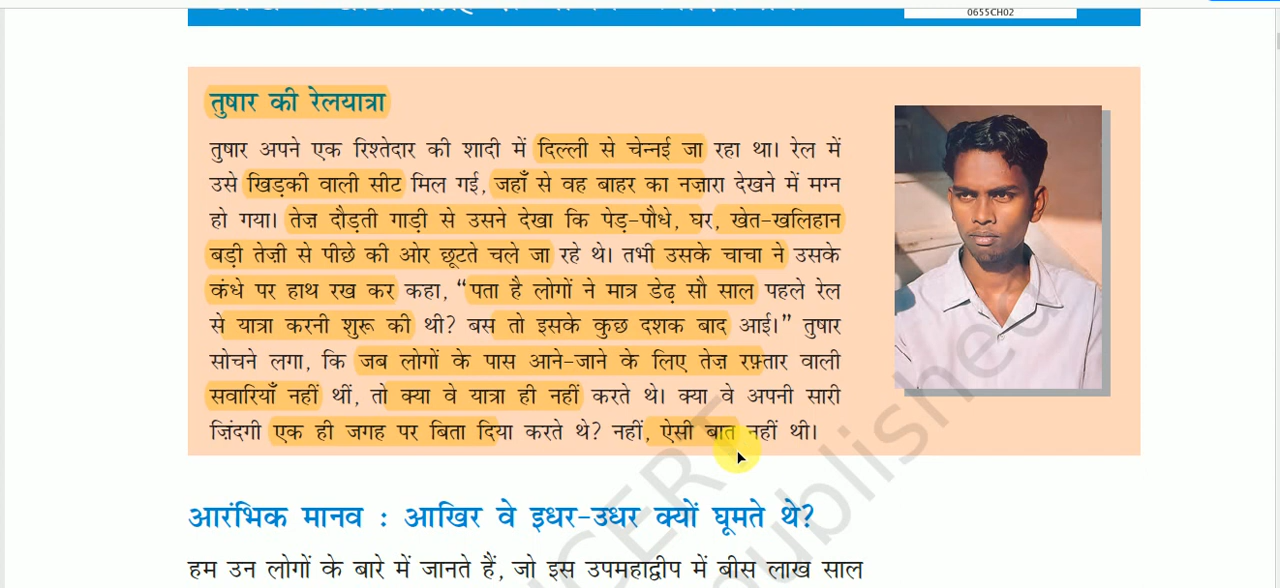 0655CH02
तुषार की रेलयात्रा
तुषार अपने एक रिश्तेदार की शादी में दिल्ली से चेन्नई जा रहा था। रेल में
उसे खिड़की वाली सीट मिल गई, जहाँ से वह बाहर का नज़ारा देखने में मग्न
हो गया। तेज़ दौड़ती गाड़ी से उसने देखा कि पेड़-पौधे, घर, खेत-खलिहान
बड़ी तेज़ी से पीछे की ओर छूटते चले जा रहे थे। तभी उसके चाचा ने उसके
कंधे पर हाथ रख कर कहा, “पता है लोगों ने मात्र डेढ़ सौ साल पहले रेल
से यात्रा करनी शुरू की थी? बस तो इसके कुछ दशक बाद आई।” तुषार
सोचने लगा, कि जब लोगों के पास आने-जाने के लिए तेज़ रफ़्तार वाली
सवारियाँ नहीं थीं, तो क्या वे यात्रा ही नहीं करते थे। क्या वे अपनी सारी
ज़िंदगी एक ही जगह पर बिता दिया करते थे? नहीं, ऐसी बात नहीं थी।
आरंभिक मानव : आखिर वे इधर-उधर क्यों घूमते थे?
हम उन लोगों के बारे में जानते हैं, जो इस उपमहाद्वीप में बीस लाख साल
NCERT